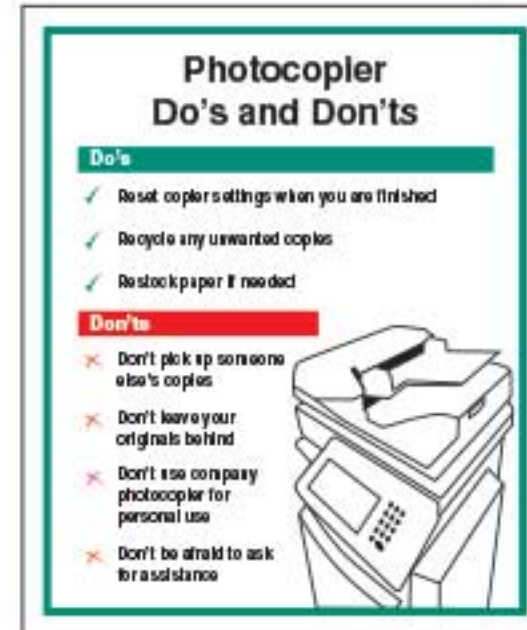 Photocopier
Do's and Don'ts
Do's
Reset copier settings when you are finished
Recycle any unwanted copies
Restock paper if needed
Don'ts
Don't pick up someone
else's copies
Don't leave your
originals behind
Don't use company
photocopier for
personal use
Don't be afraid to ask
for assistance